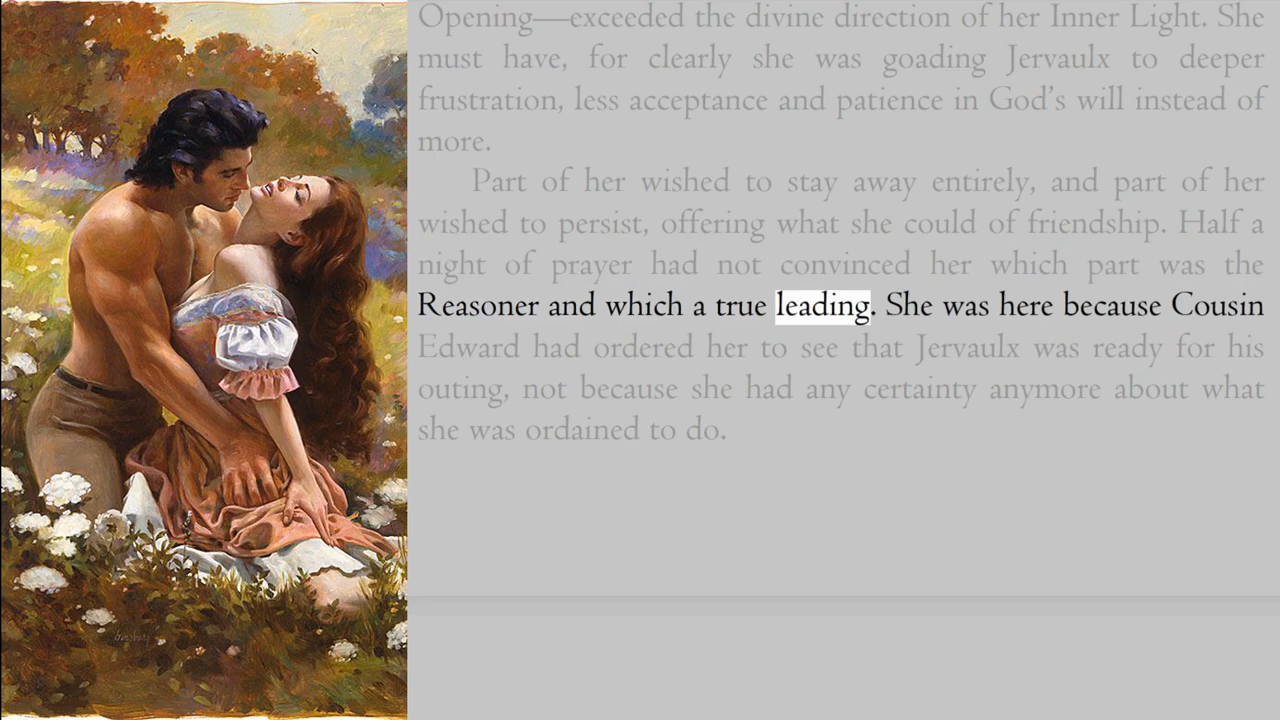 Opening—exceeded the divine direction of her Inner Light. She
must have, for clearly she was goading Jervaulx to deeper
frustration, less acceptance and patience in God's will instead of
more.
Part of her wished to stay away entirely, and part of her
wished to persist, offering what she could of friendship. Half a
night of prayer had not convinced her which part was the
Reasoner and which a true leading. She was here because Cousin
Edward had ordered her to see that Jervaulx was ready for his
outing, not because she had any certainty anymore about what
she was ordained to do.